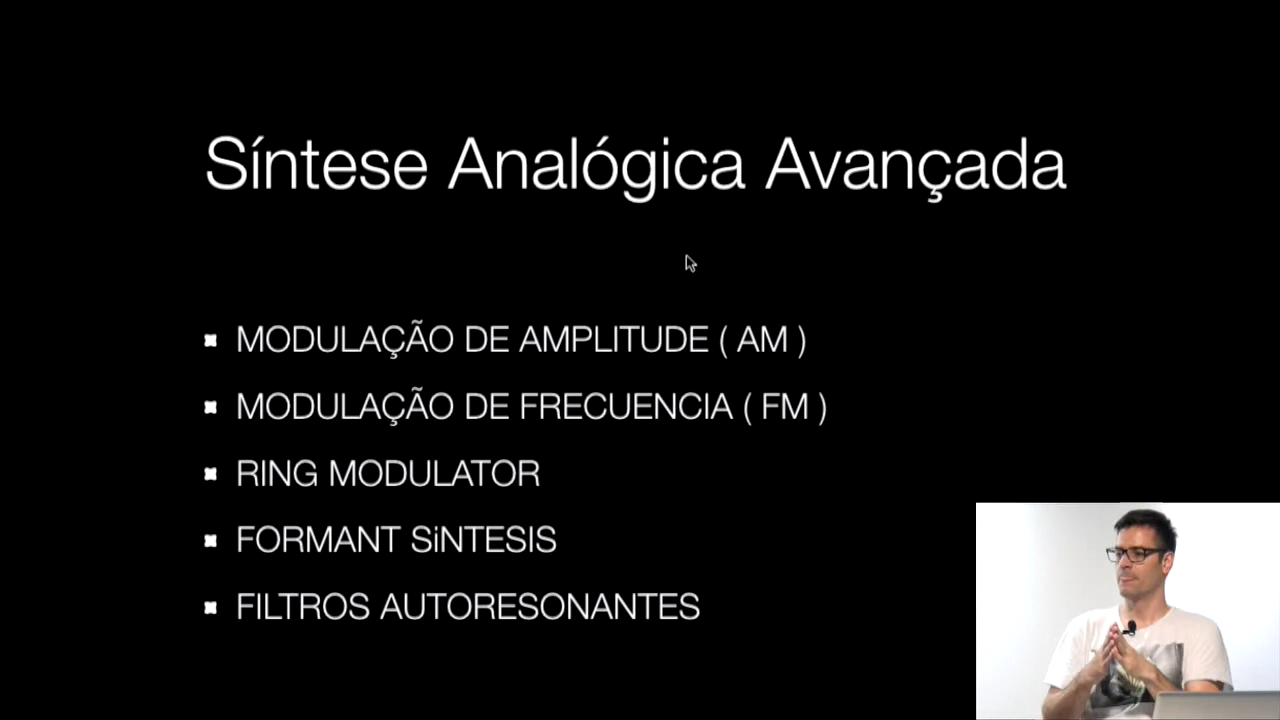 Síntese Analógica Avançada
MODULAÇÃO DE AMPLITUDE ( AM )
MODULAÇÃO DE FRECUENCIA ( FM )
RING MODULATOR
FORMANT SiNTESIS
FILTROS AUTORESONANTES